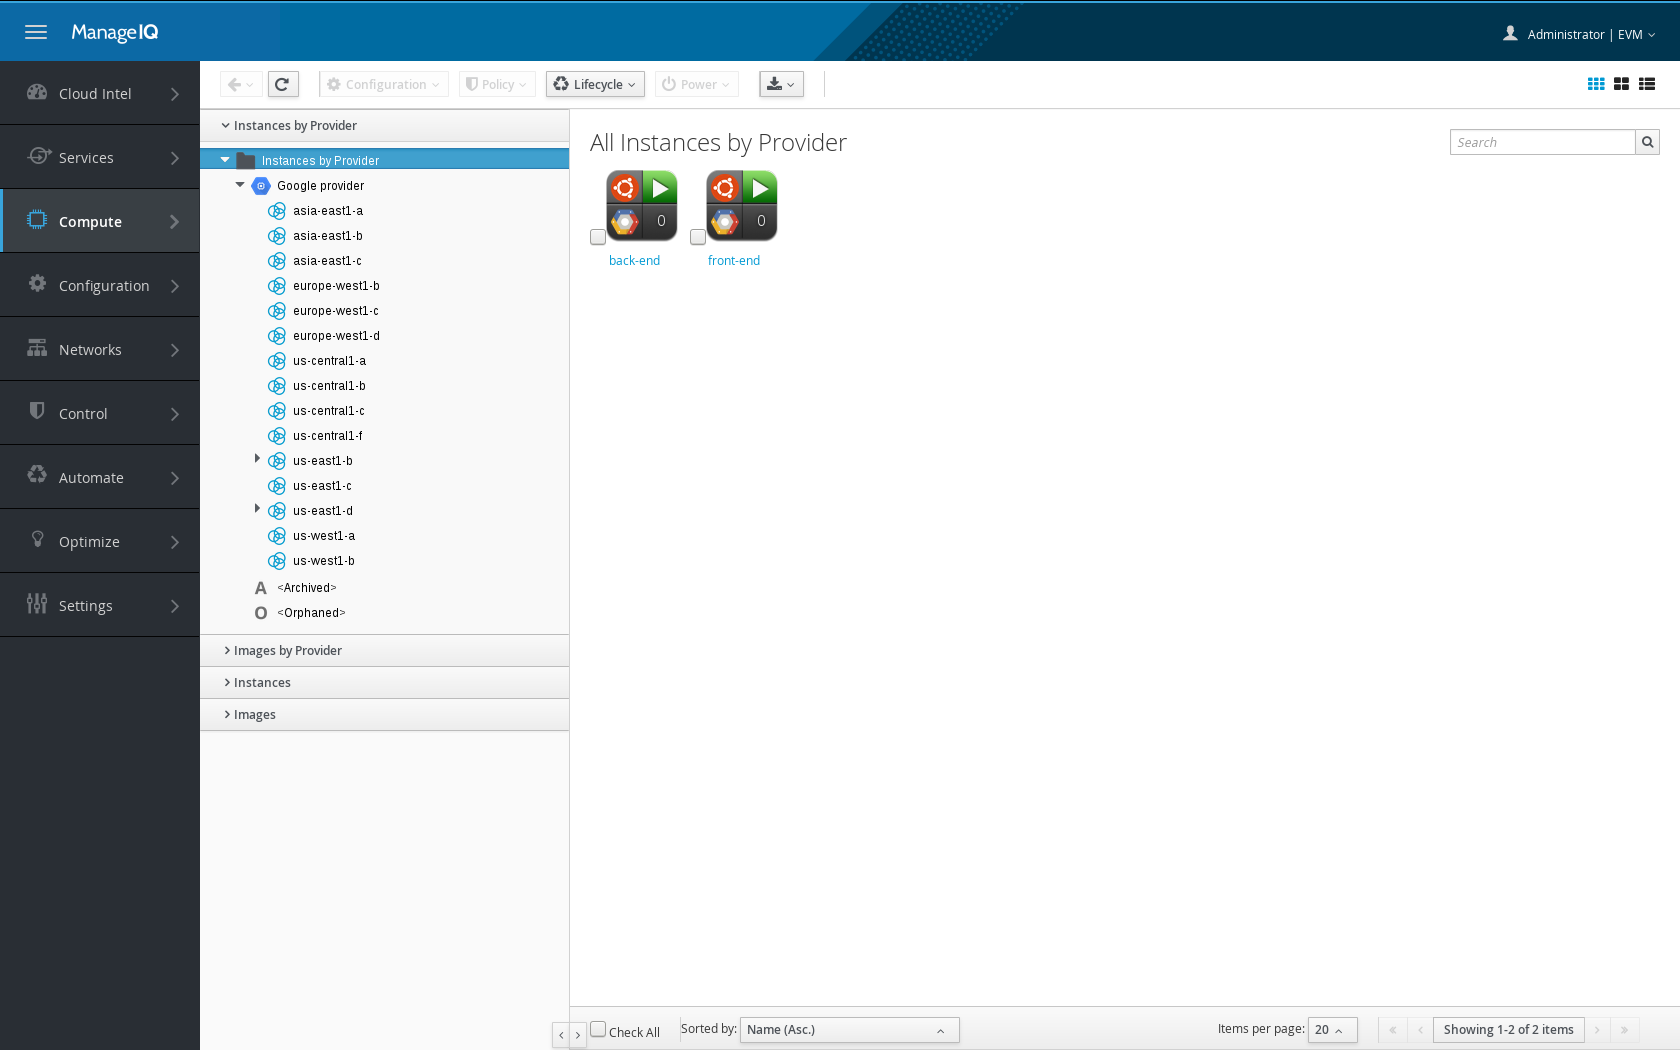 ManageIQ
Administrator | EVM
Cloud Intel
Services
Compute
Configuration
Networks
Control
Automate
Optimize
Settings
Configuration
Policy
Lifecycle
Power
Instances by Provider
Instances by Provider
Google provider
asia-east1-a
asia-east1-b
asia-east1-c
europe-west1-b
europe-west1-c
europe-west1-d
us-central1-a
us-central1-b
us-central1-c
us-central1-f
us-east1-b
us-east1-c
us-east1-d
us-west1-a
us-west1-b
A <Archived>
O <Orphaned>
Images by Provider
Instances
Images
All Instances by Provider
Search
0 0
back-end front-end
Check All Sorted by: Name (Asc.) Items per page: 20 Showing 1-2 of 2 items